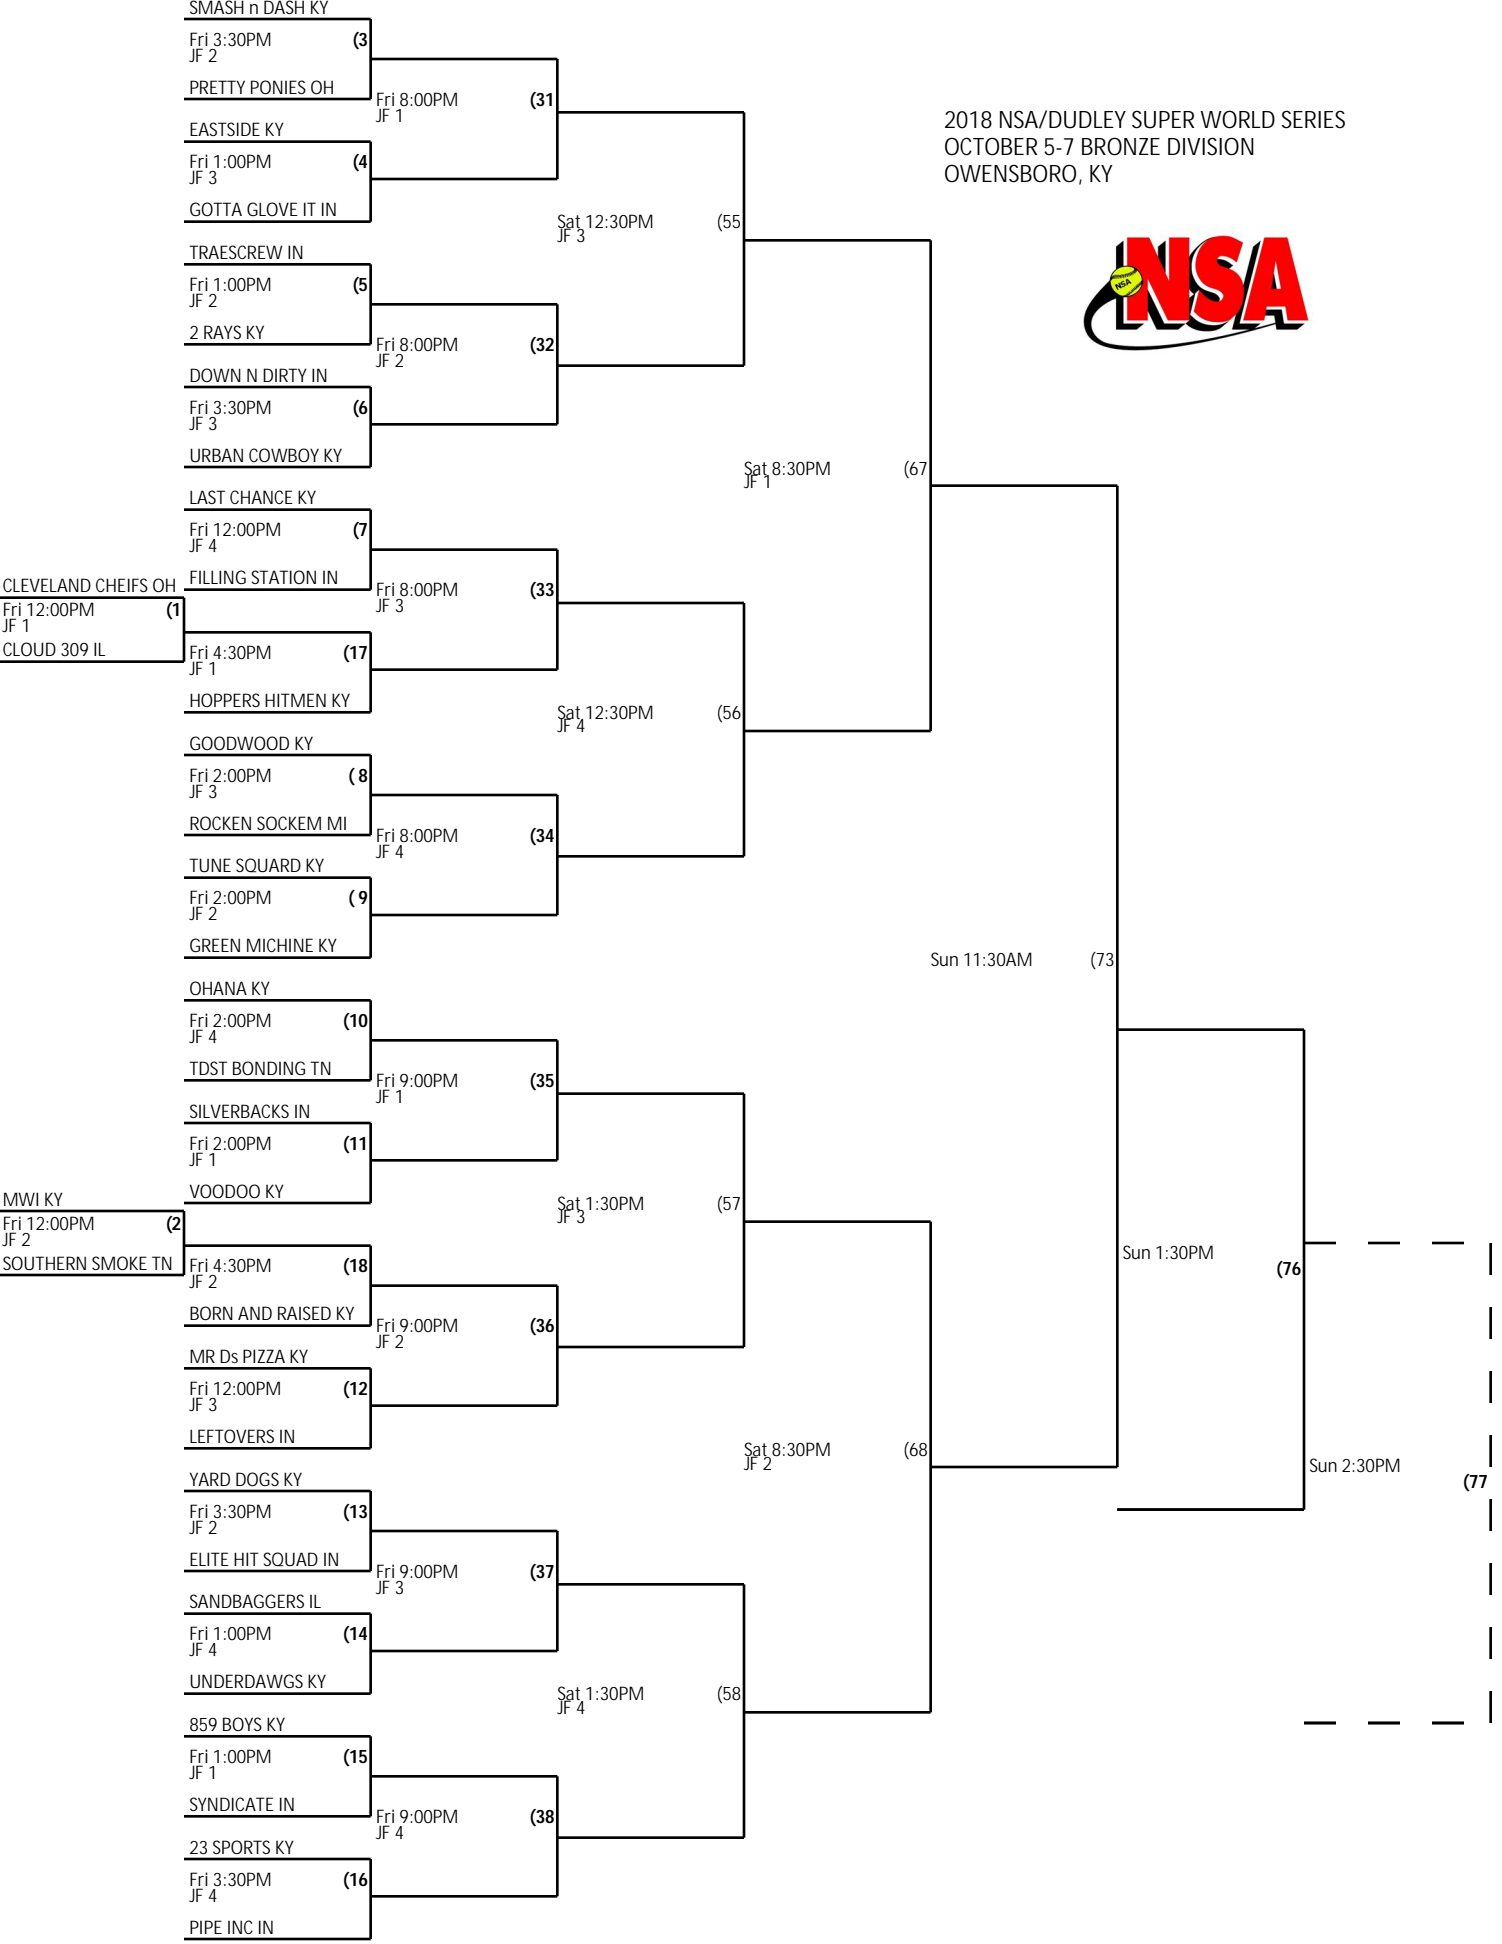 SMASH n DASH KY
Fri 3:30PM (3
JF 2
PRETTY PONIES OH
Fri 8:00PM (31
JF 1
EASTSIDE KY
Fri 1:00PM (4
JF 3
GOTTA GLOVE IT IN
2018 NSA/DUDLEY SUPER WORLD SERIES
OCTOBER 5-7 BRONZE DIVISION
OWENSBORO, KY
NSA
NSA
Sat 12:30PM (55
JF 3
TRAESCREW IN
Fri 1:00PM (5
JF 2
2 RAYS KY
Fri 8:00PM (32
JF 2
DOWN N DIRTY IN
Fri 3:30PM (6
JF 3
URBAN COWBOY KY
Sat 8:30PM (67
JF 1
LAST CHANCE KY
Fri 12:00PM (7
JF 4
FILLING STATION IN
Fri 8:00PM (33
JF 3
CLEVELAND CHEIFS OH
Fri 12:00PM (1
JF 1
CLOUD 309 IL
Fri 4:30PM (17
JF 1
HOPPERS HITMEN KY
Sat 12:30PM (56
JF 4
GOODWOOD KY
Fri 2:00PM ( 8
JF 3
ROCKEN SOCKEM MI
Fri 8:00PM (34
JF 4
TUNE SQUARD KY
Fri 2:00PM ( 9
JF 2
GREEN MICHINE KY
Sun 11:30AM (73
OHANA KY
Fri 2:00PM (10
JF 4
TDST BONDING TN
Fri 9:00PM (35
JF 1
SILVERBACKS IN
Fri 2:00PM (11
JF 1
VOODOO KY
Sat 1:30PM (57
JF 3
MWI KY
Fri 12:00PM (2
JF 2
SOUTHERN SMOKE TN
Fri 4:30PM (18
JF 2
BORN AND RAISED KY
Fri 9:00PM (36
JF 2
Sun 1:30PM (76
MR Ds PIZZA KY
Fri 12:00PM (12
JF 3
LEFTOVERS IN
Sat 8:30PM (68
JF 2
Sun 2:30PM (77
YARD DOGS KY
Fri 3:30PM (13
JF 2
ELITE HIT SQUAD IN
Fri 9:00PM (37
JF 3
SANDBAGGERS IL
Fri 1:00PM (14
JF 4
UNDERDAWGS KY
Sat 1:30PM (58
JF 4
859 BOYS KY
Fri 1:00PM (15
JF 1
SYNDICATE IN
Fri 9:00PM (38
JF 4
23 SPORTS KY
Fri 3:30PM (16
JF 4
PIPE INC IN